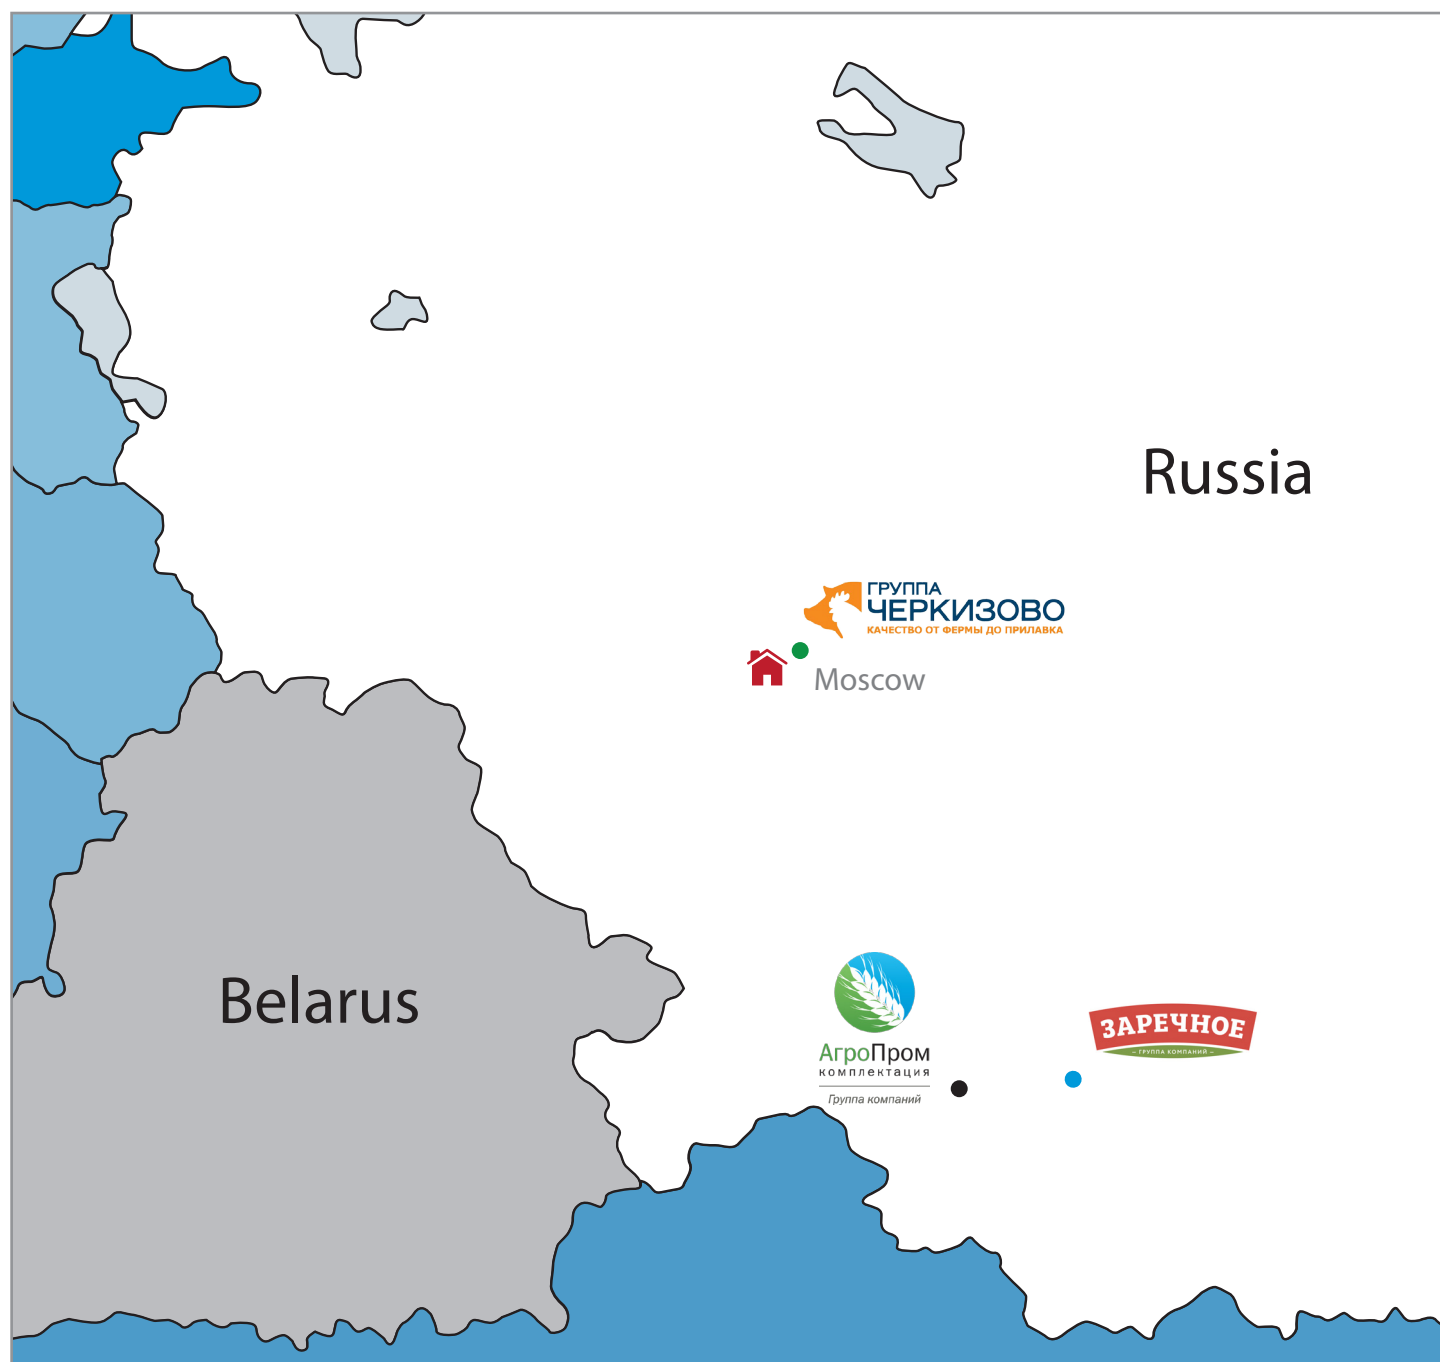 Russia
ГРУППА
ЧЕРКИЗОВО
КАЧЕСТВО ОТ ФЕРМЫ ДО ПРИЛАВКА
Moscow
Belarus
АгроПром
комплектация
Группа компаний
ЗАРЕЧНОЕ
– ГРУППА КОМПАНИЙ –